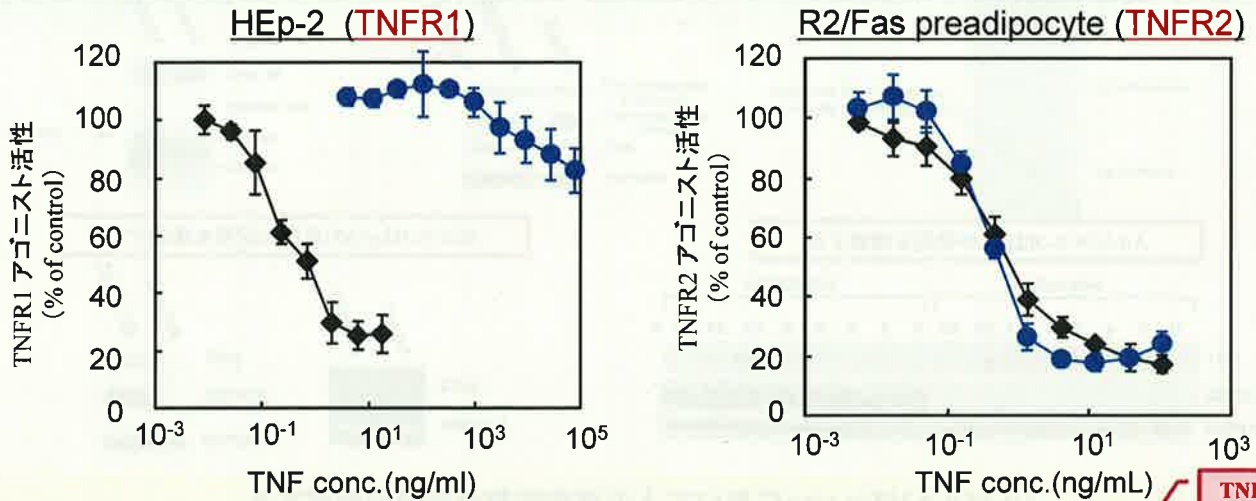 HEp-2 (TNFR1)
120
100
80
60
40
20
0
TNFR1 アゴニスト活性
(% of control)
10-3
10-1
101
103
105
TNF conc.(ng/ml)
R2/Fas preadipocyte (TNFR2)
120
100
80
60
40
20
0
TNFR2 アゴニスト活性
(% of control)
10-3
10-1
101
103
TNF conc.(ng/mL)
TNF